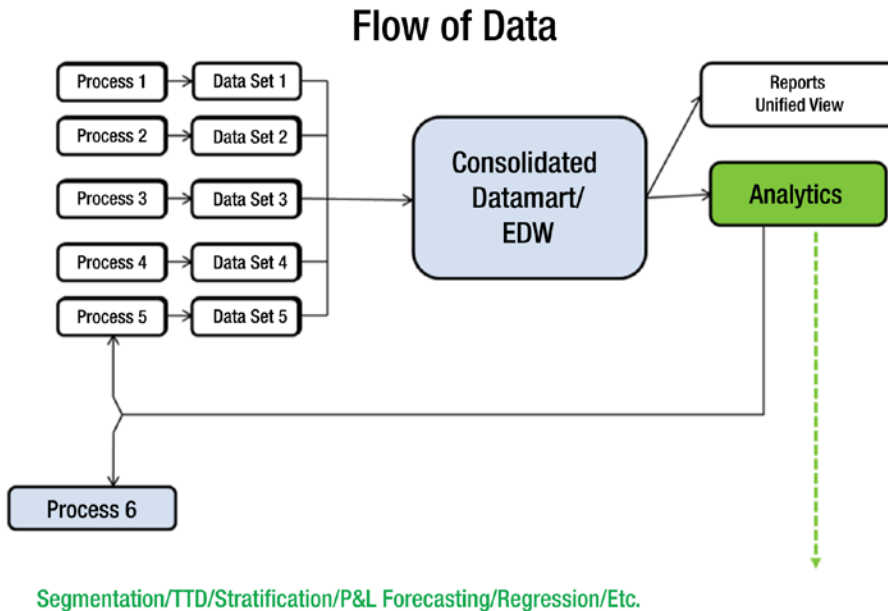 Flow of Data
Process 1
Data Set 1
Process 2
Data Set 2
Process 3
Data Set 3
Process 4
Data Set 4
Process 5
Data Set 5
Consolidated
Datamart/
EDW
Reports
Unified View
Analytics
Process 6
Segmentation/TTD/Stratification/P&L Forecasting/Regression/Etc.